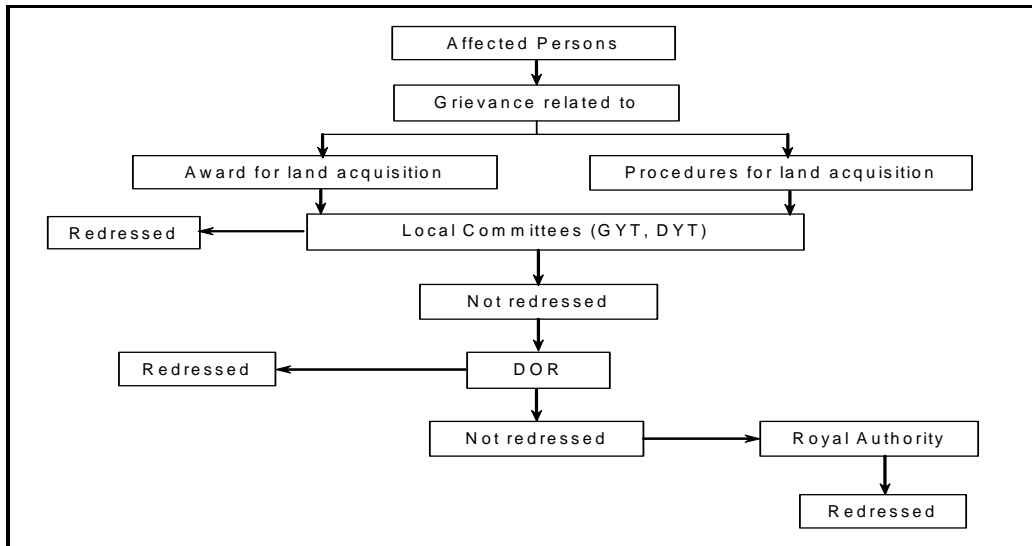 Affected Persons
Grievance related to
Award for land acquisition
Procedures for land acquisition
Redressed
Local Committees (GYT, DYT)
Not redressed
Redressed
DOR
Not redressed
Royal Authority
Redressed